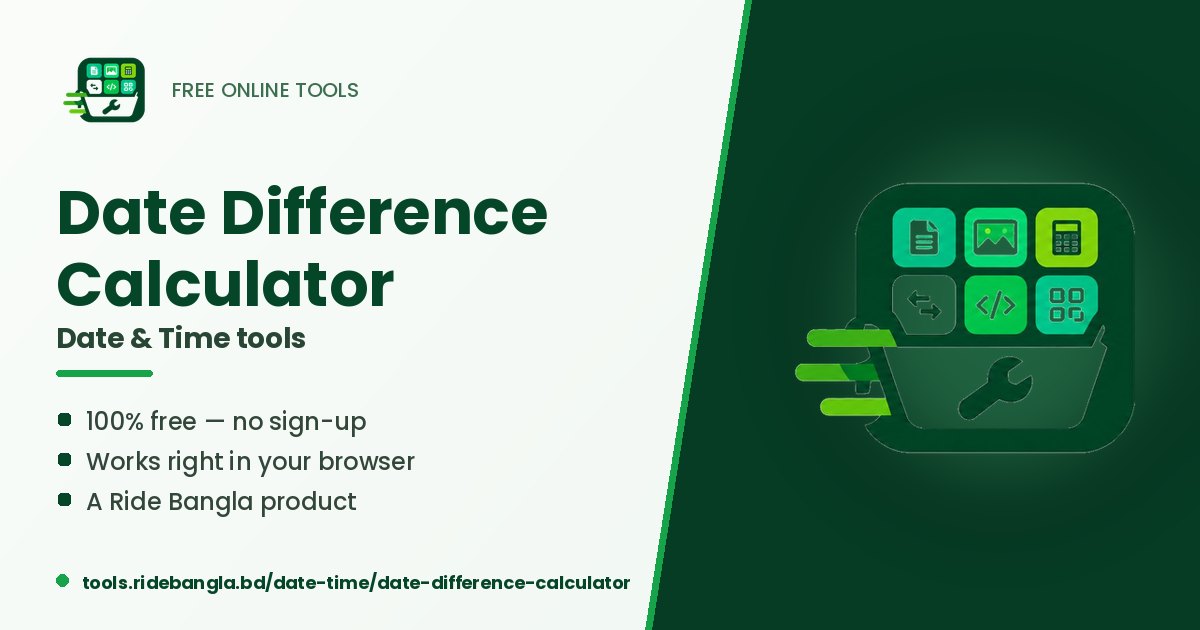 FREE ONLINE TOOLS
Date Difference
Calculator
Date & Time tools
100% free — no sign-up
Works right in your browser
A Ride Bangla product
tools.ridebangla.bd/date-time/date-difference-calculator